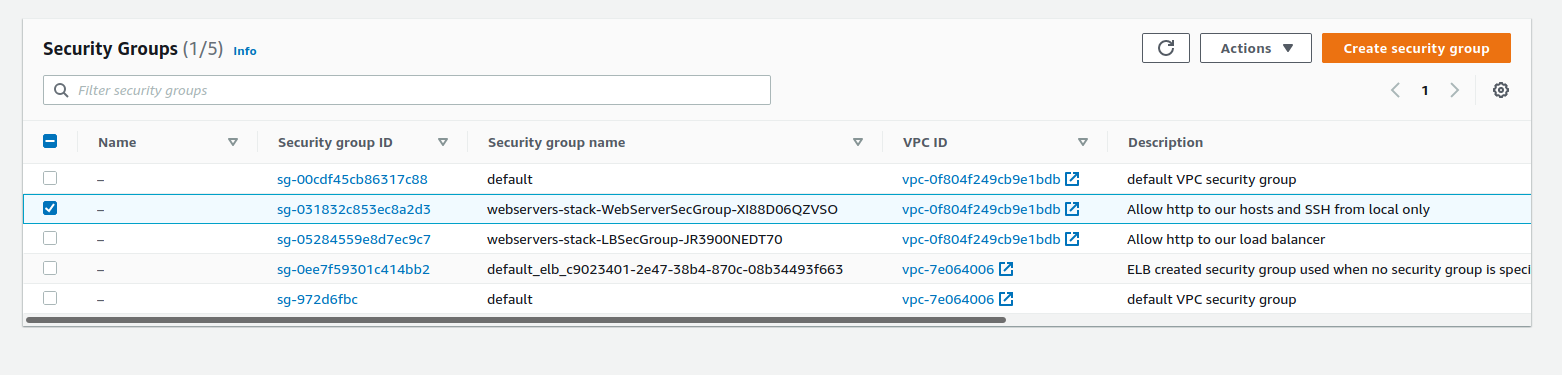 Security Groups (1/5) Info
Actions
Create security group
Filter security groups
1
Name Security group ID Security group name VPC ID Description
– sg-00cdf45cb86317c88 default vpc-0f804f249cb9e1bdb default VPC security group
– sg-031832c853ec8a2d3 webservers-stack-WebServerSecGroup-XI88D06QZVSO vpc-0f804f249cb9e1bdb Allow http to our hosts and SSH from local only
– sg-05284559e8d7ec9c7 webservers-stack-LBSecGroup-JR3900NEDT70 vpc-0f804f249cb9e1bdb Allow http to our load balancer
– sg-0ee7f59301c414bb2 default_elb_c9023401-2e47-38b4-870c-08b34493f663 vpc-7e064006 ELB created security group used when no security group is speci
– sg-972d6fbc default vpc-7e064006 default VPC security group